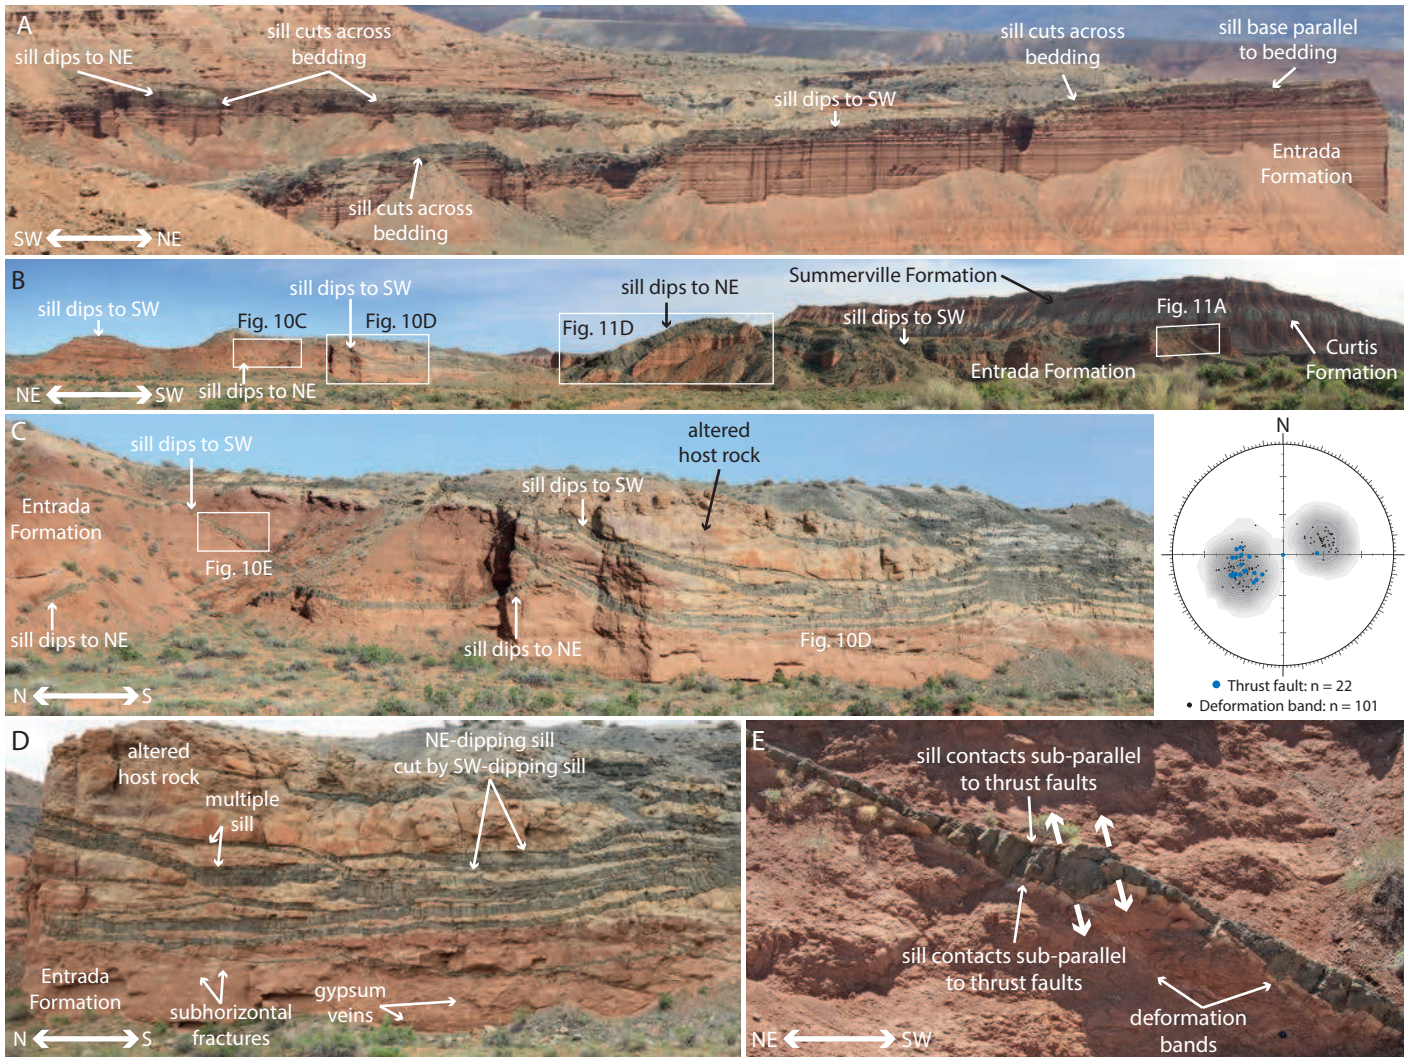 A
sill dips to NE
sill cuts across
bedding
sill cuts across
bedding
sill base parallel
to bedding
sill dips to SW
Entrada
Formation
sill cuts across
bedding
SW NE
B
sill dips to SW
sill dips to SW
sill dips to NE
Summerville Formation
Fig. 10C
Fig. 10D
Fig. 11D
sill dips to SW
Fig. 11A
sill dips to NE
Entrada Formation
Curtis
Formation
NE SW
C
sill dips to SW
altered
host rock
sill dips to SW
Entrada
Formation
Fig. 10E
sill dips to NE
sill dips to NE
Fig. 10D
N S
N
Thrust fault: n = 22
Deformation band: n = 101
D
altered
host rock
NE-dipping sill
cut by SW-dipping sill
multiple
sill
Entrada
Formation
subhorizontal
fractures
gypsum
veins
N S
E
sill contacts sub-parallel
to thrust faults
sill contacts sub-parallel
to thrust faults
deformation
bands
NE SW